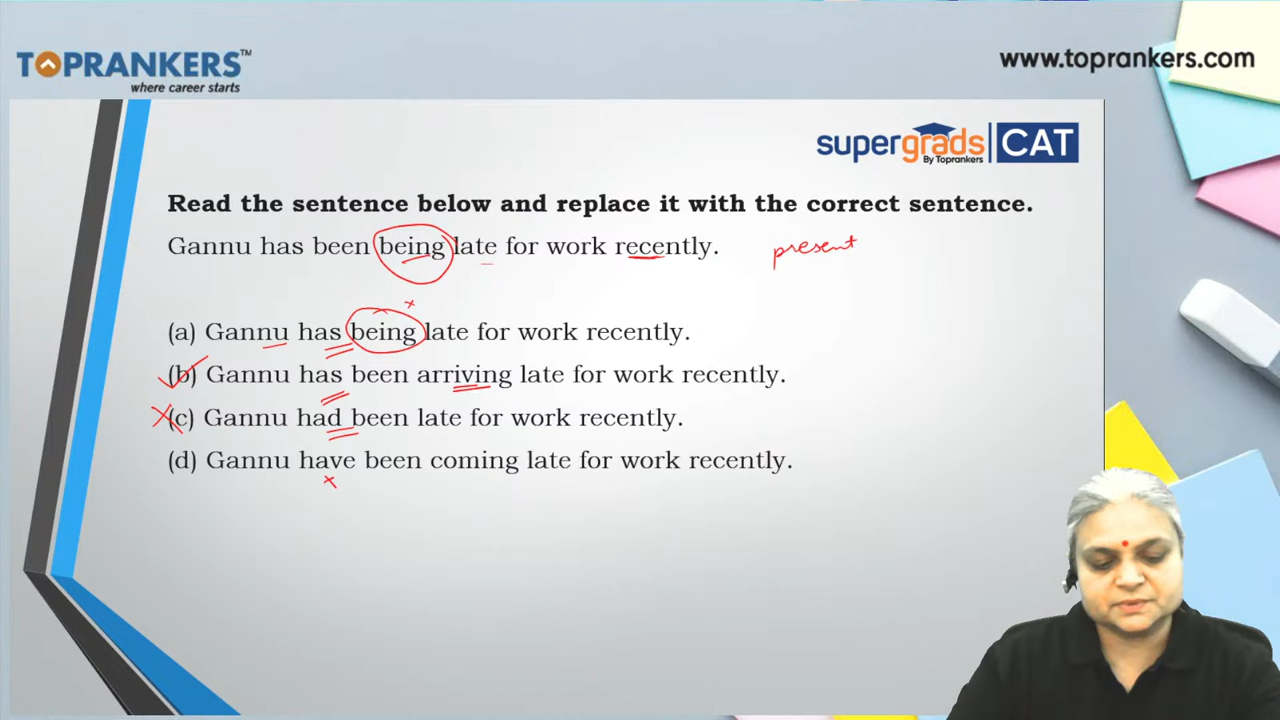 TOPRANKERS™
where career starts
www.toprankers.com
supergrads | CAT
By Toprankers
Read the sentence below and replace it with the correct sentence.
Gannu has been being late for work recently. present
(a) Gannu has being late for work recently.
(b) Gannu has been arriving late for work recently.
(c) Gannu had been late for work recently.
(d) Gannu have been coming late for work recently.